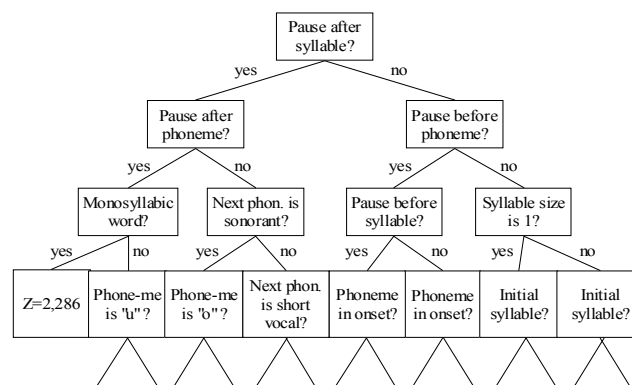 Pause after
syllable?
yes
no
Pause after
phoneme?
Pause before
phoneme?
yes
no
yes
no
Monosyllabic
word?
Next phon. is
sonorant?
Pause before
syllable?
Syllable size
is 1?
yes
no
yes
no
yes
no
yes
no
Z=2,286
Phone-me
is "u"?
Phone-me
is "o"?
Next phon.
is short
vocal?
Phoneme
in onset?
Phoneme
in onset?
Initial
syllable?
Initial
syllable?